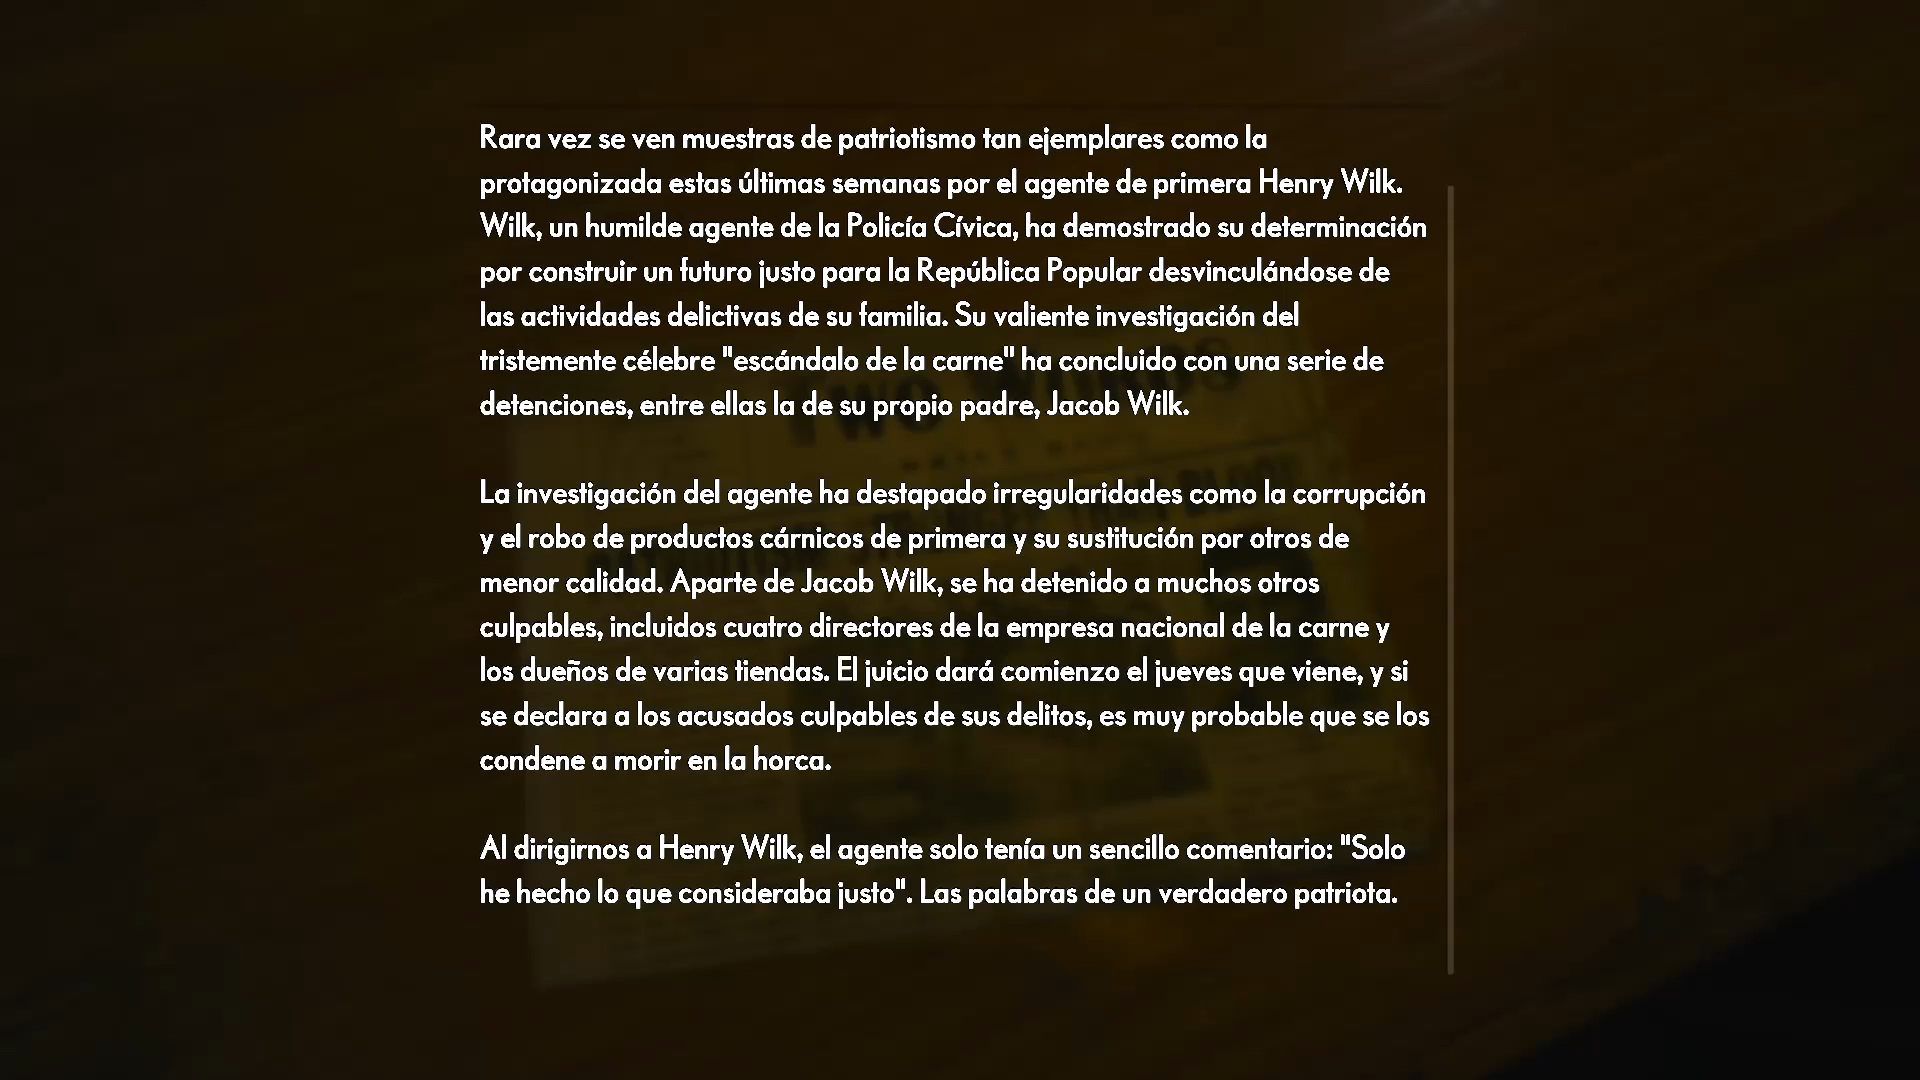 Rara vez se ven muestras de patriotismo tan ejemplares como la
protagonizada estas últimas semanas por el agente de primera Henry Wilk.
Wilk, un humilde agente de la Policía Cívica, ha demostrado su determinación
por construir un futuro justo para la República Popular desvinculándose de
las actividades delictivas de su familia. Su valiente investigación del
tristemente célebre "escándalo de la carne" ha concluido con una serie de
detenciones, entre ellas la de su propio padre, Jacob Wilk.

La investigación del agente ha destapado irregularidades como la corrupción
y el robo de productos cárnicos de primera y su sustitución por otros de
menor calidad. Aparte de Jacob Wilk, se ha detenido a muchos otros
culpables, incluidos cuatro directores de la empresa nacional de la carne y
los dueños de varias tiendas. El juicio dará comienzo el jueves que viene, y si
se declara a los acusados culpables de sus delitos, es muy probable que se los
condene a morir en la horca.

Al dirigirnos a Henry Wilk, el agente solo tenía un sencillo comentario: "Solo
he hecho lo que consideraba justo". Las palabras de un verdadero patriota.